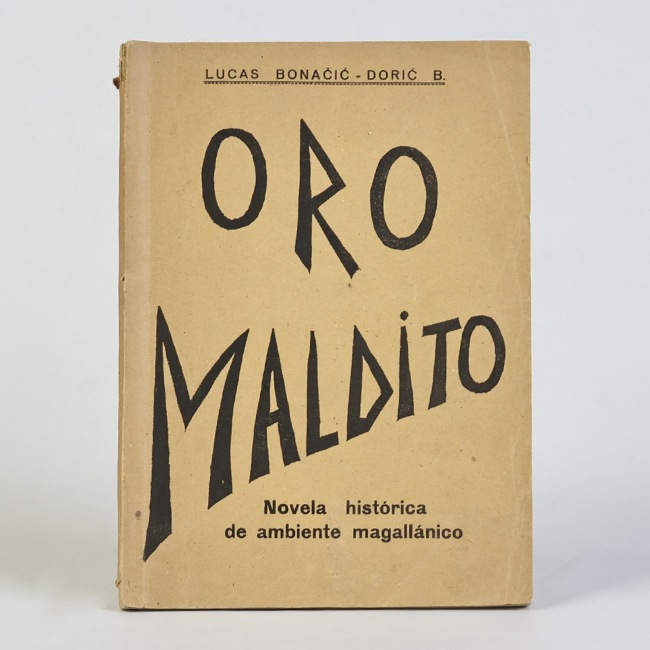 LUCAS BONAČIĆ - DORIĆ B.
ORO
MALDiTO
Novela histórica
de ambiente magallánico